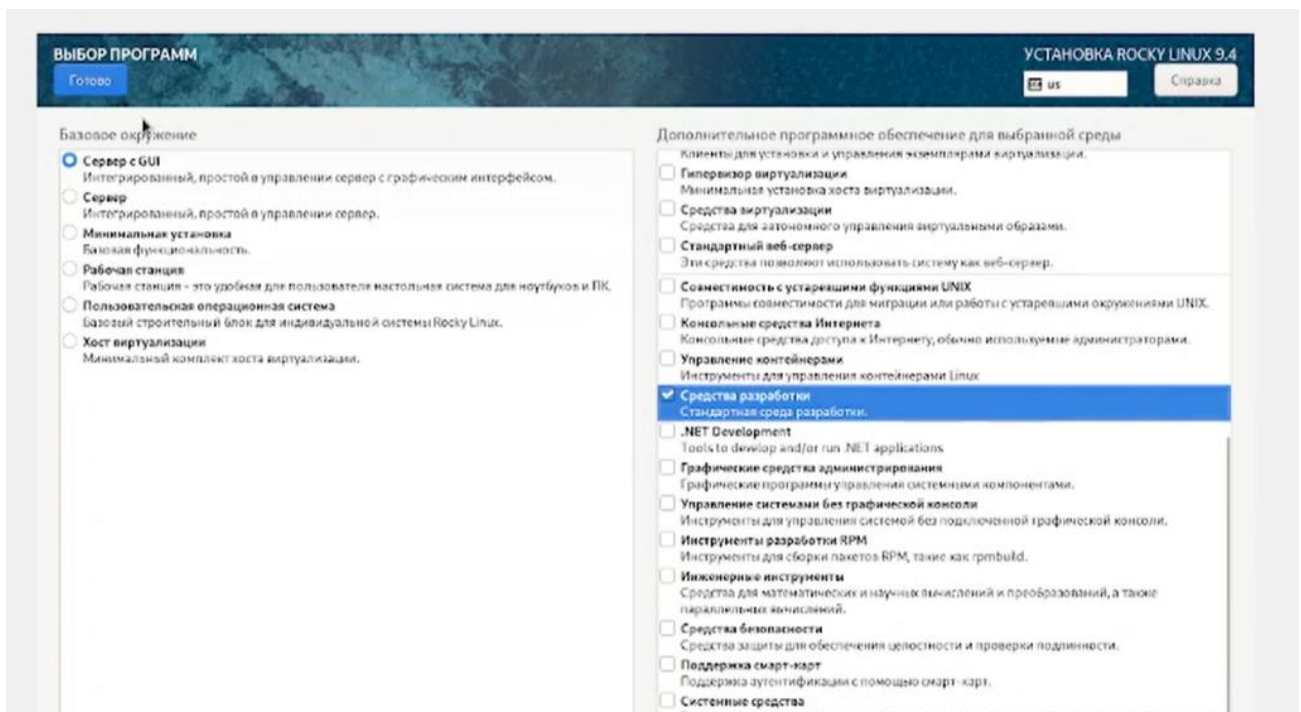 ВЫБОР ПРОГРАММ
Готово
УСТАНОВКА ROCKY LINUX 9.4
us
Справка
Базовое окружение
Сервер с GUI
Интегрированный, простой в управлении сервер с графическим интерфейсом.
Сервер
Интегрированный, простой в управлении сервер.
Минимальная установка
Базовая функциональность.
Рабочая станция
Рабочая станция - это удобная для пользователя настольная система для ноутбуков и ПК.
Пользовательская операционная система
Базовый строительный блок для индивидуальной системы Rocky Linux.
Хост виртуализации
Минимальный комплект хоста виртуализации.
Дополнительное программное обеспечение для выбранной среды
Клиенты для установки и управления экземплярами виртуализации.
Гипервизор виртуализации
Минимальная установка хоста виртуализации.
Средства виртуализации
Средства для автономного управления виртуальными образами.
Стандартный веб-сервер
Эти средства позволяют использовать систему как веб-сервер.
Совместимость с устаревшими функциями UNIX
Программы совместимости для миграции или работы с устаревшими окружениями UNIX.
Консольные средства Интернета
Консольные средства доступа к Интернету, обычно используемые администраторами.
Управление контейнерами
Инструменты для управления контейнерами Linux
Средства разработки
Стандартная среда разработки.
.NET Development
Tools to develop and/or run .NET applications
Графические средства администрирования
Графические программы управления системными компонентами.
Управление системами без графической консоли
Инструменты для управления системой без подключенной графической консоли.
Инструменты разработки RPM
Инструменты для сборки пакетов RPM, такие как rpmbuild.
Инженерные инструменты
Средства для математических и научных вычислений и преобразований, а также
параллельных вычислений.
Средства безопасности
Средства защиты для обеспечения целостности и проверки подлинности.
Поддержка смарт-карт
Поддержка аутентификации с помощью смарт-карт.
Системные средства